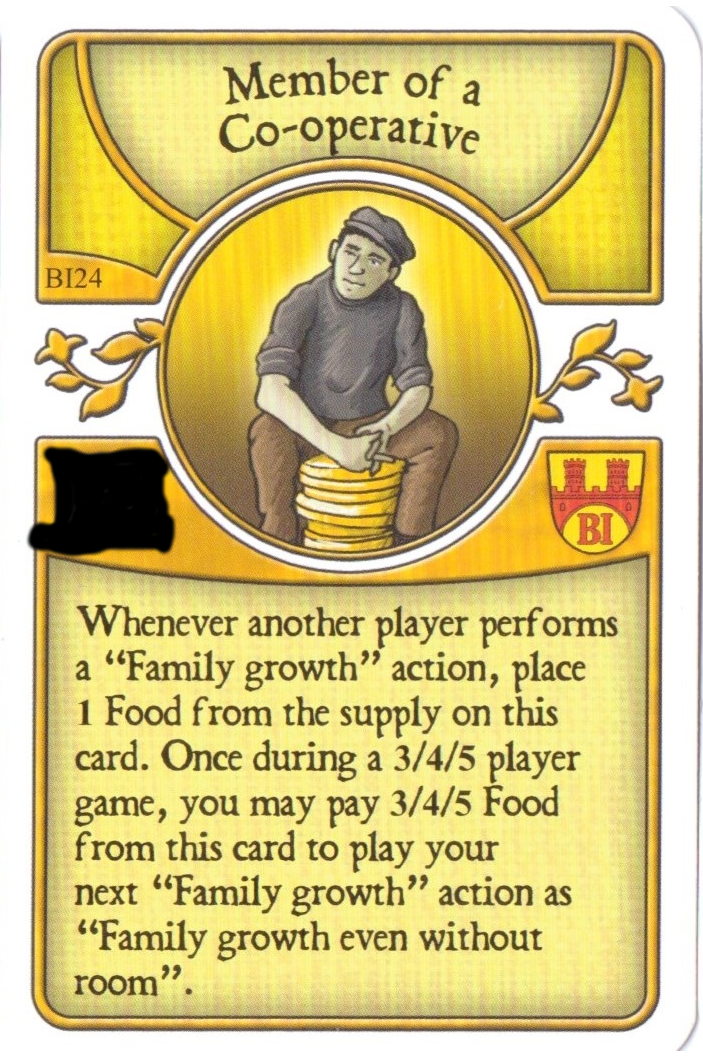 Member of a
Co-operative
BI24
BI
Whenever another player performs
a “Family growth” action, place
1 Food from the supply on this
card. Once during a 3/4/5 player
game, you may pay 3/4/5 Food
from this card to play your
next “Family growth” action as
“Family growth even without
room”.